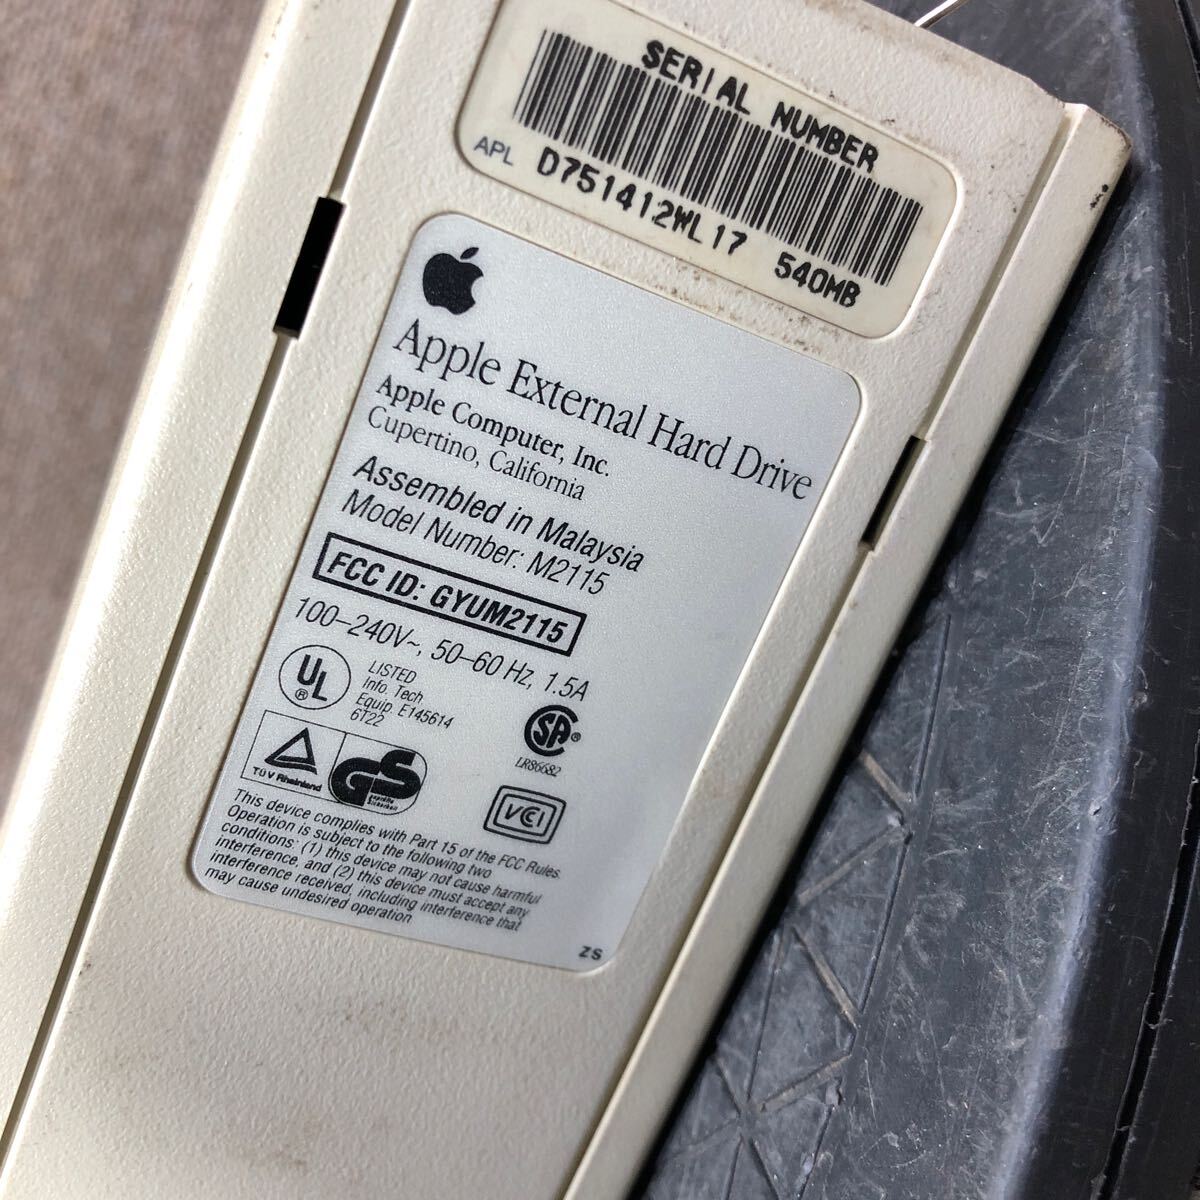 SERIAL NUMBER
APL D751412WL17 540MB
Apple External Hard Drive
Apple Computer, Inc.
Cupertino, California
Assembled in Malaysia
Model Number: M2115
FCC ID: GYUM2115
100–240V~, 50–60 Hz, 1.5A
UL ®
LISTED
Info. Tech
Equip. E145614
6T22
SA ®
LR86682
TÜV Rheinland
GS
geprüfte
Sicherheit
VCCI
This device complies with Part 15 of the FCC Rules.
Operation is subject to the following two
conditions: (1) this device may not cause harmful
interference, and (2) this device must accept any
interference received, including interference that
may cause undesired operation.
ZS